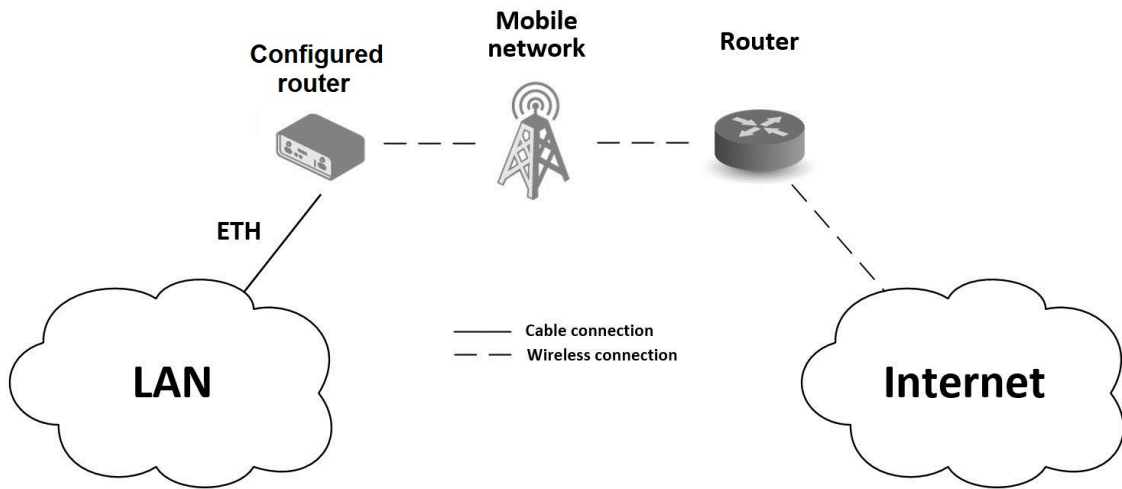 Mobile
network
Router
Configured
router
ETH
Cable connection
Wireless connection
LAN
Internet